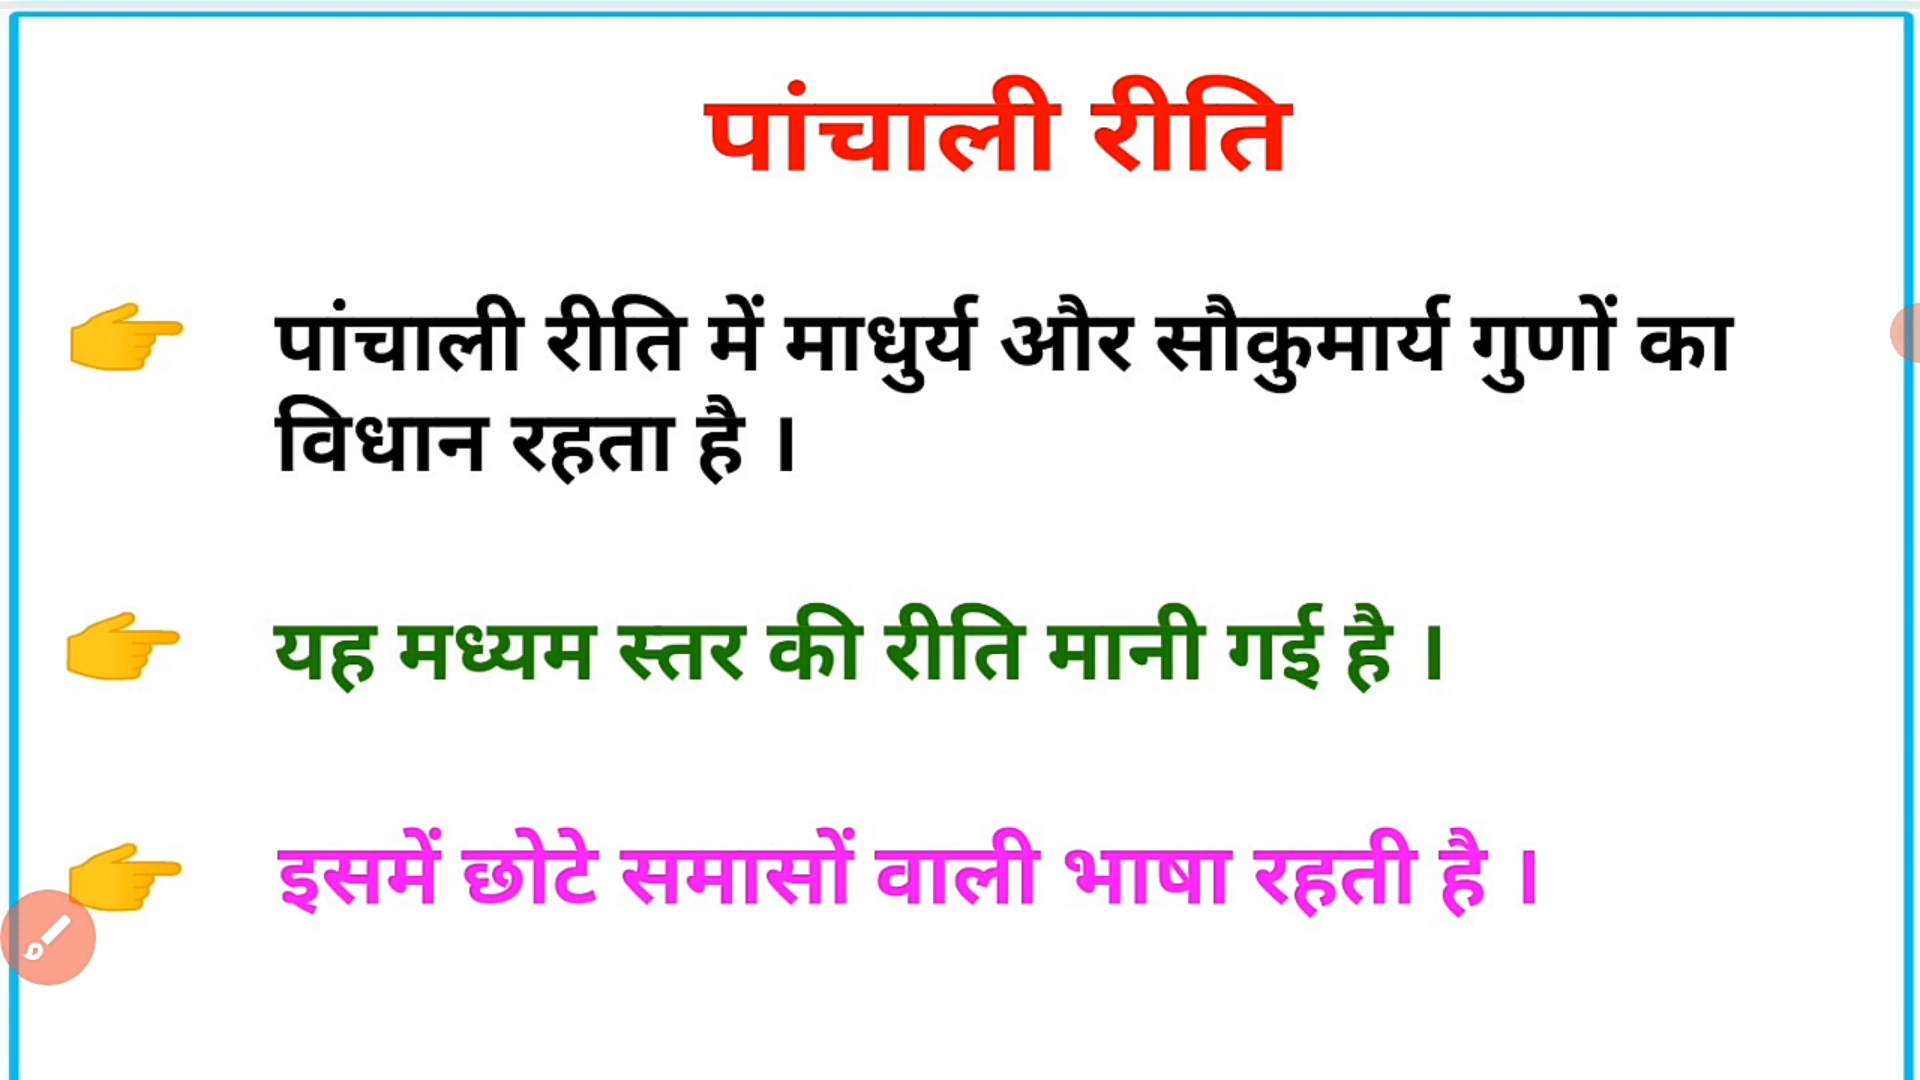 पांचाली रीति
पांचाली रीति में माधुर्य और सौकुमार्य गुणों का
विधान रहता है ।
यह मध्यम स्तर की रीति मानी गई है ।
इसमें छोटे समासों वाली भाषा रहती है ।